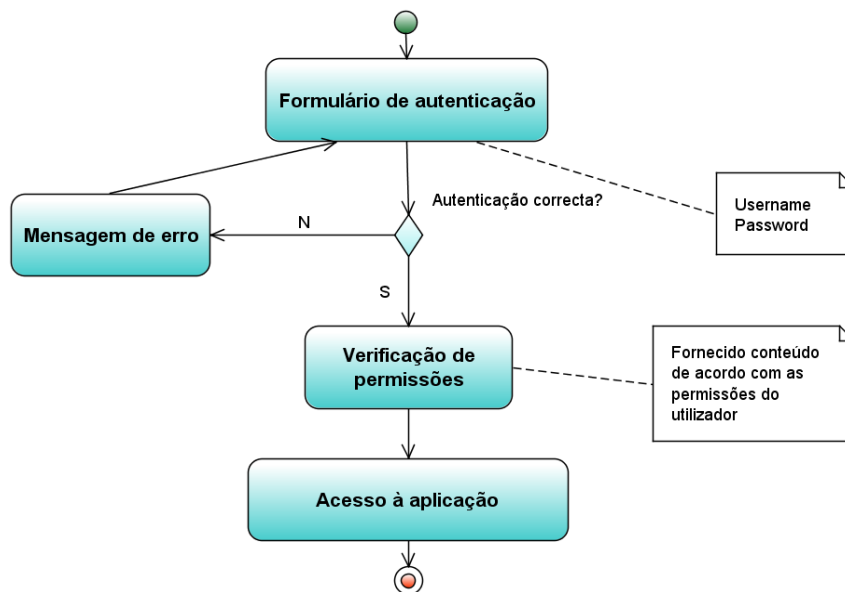 Formulário de autenticação
Autenticação correcta?
Username
Password
Mensagem de erro
N
S
Verificação de
permissões
Fornecido conteúdo
de acordo com as
permissões do
utilizador
Acesso à aplicação